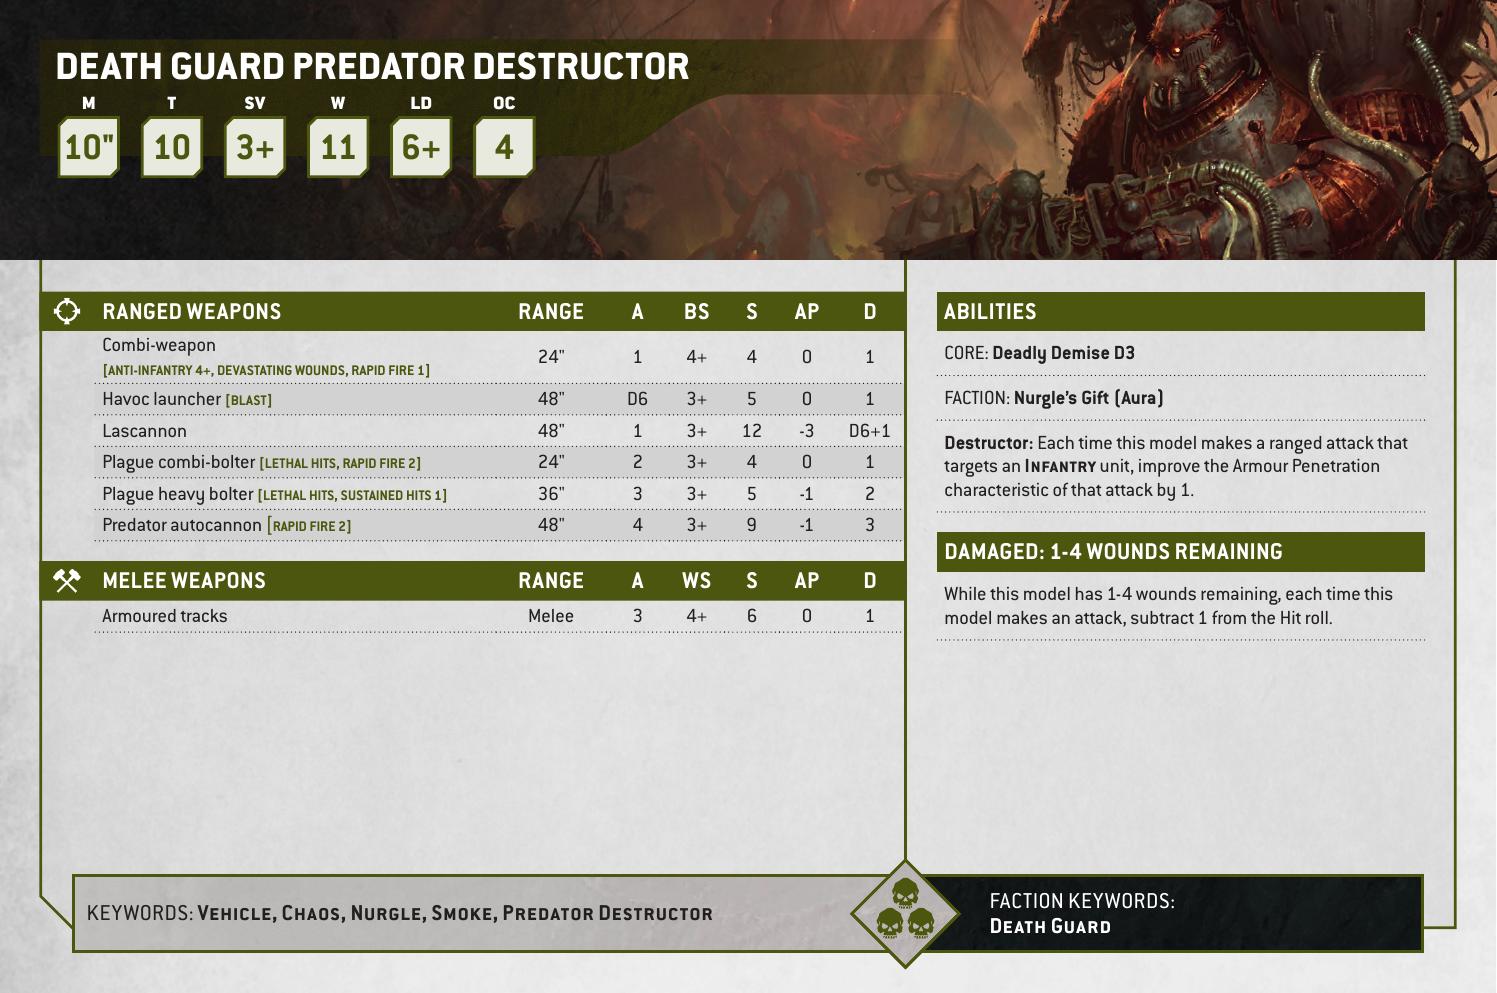 DEATH GUARD PREDATOR DESTRUCTOR
M T SV W LD OC
10" 10 3+ 11 6+ 4
RANGED WEAPONS RANGE A BS S AP D
Combi-weapon
[ANTI-INFANTRY 4+, DEVASTATING WOUNDS, RAPID FIRE 1] 24" 1 4+ 4 0 1
Havoc launcher [BLAST] 48" D6 3+ 5 0 1
Lascannon 48" 1 3+ 12 -3 D6+1
Plague combi-bolter [LETHAL HITS, RAPID FIRE 2] 24" 2 3+ 4 0 1
Plague heavy bolter [LETHAL HITS, SUSTAINED HITS 1] 36" 3 3+ 5 -1 2
Predator autocannon [RAPID FIRE 2] 48" 4 3+ 9 -1 3
MELEE WEAPONS RANGE A WS S AP D
Armoured tracks Melee 3 4+ 6 0 1
ABILITIES
CORE: Deadly Demise D3
FACTION: Nurgle's Gift (Aura)
Destructor: Each time this model makes a ranged attack that
targets an INFANTRY unit, improve the Armour Penetration
characteristic of that attack by 1.
DAMAGED: 1-4 WOUNDS REMAINING
While this model has 1-4 wounds remaining, each time this
model makes an attack, subtract 1 from the Hit roll.
KEYWORDS: VEHICLE, CHAOS, NURGLE, SMOKE, PREDATOR DESTRUCTOR
FACTION KEYWORDS:
DEATH GUARD